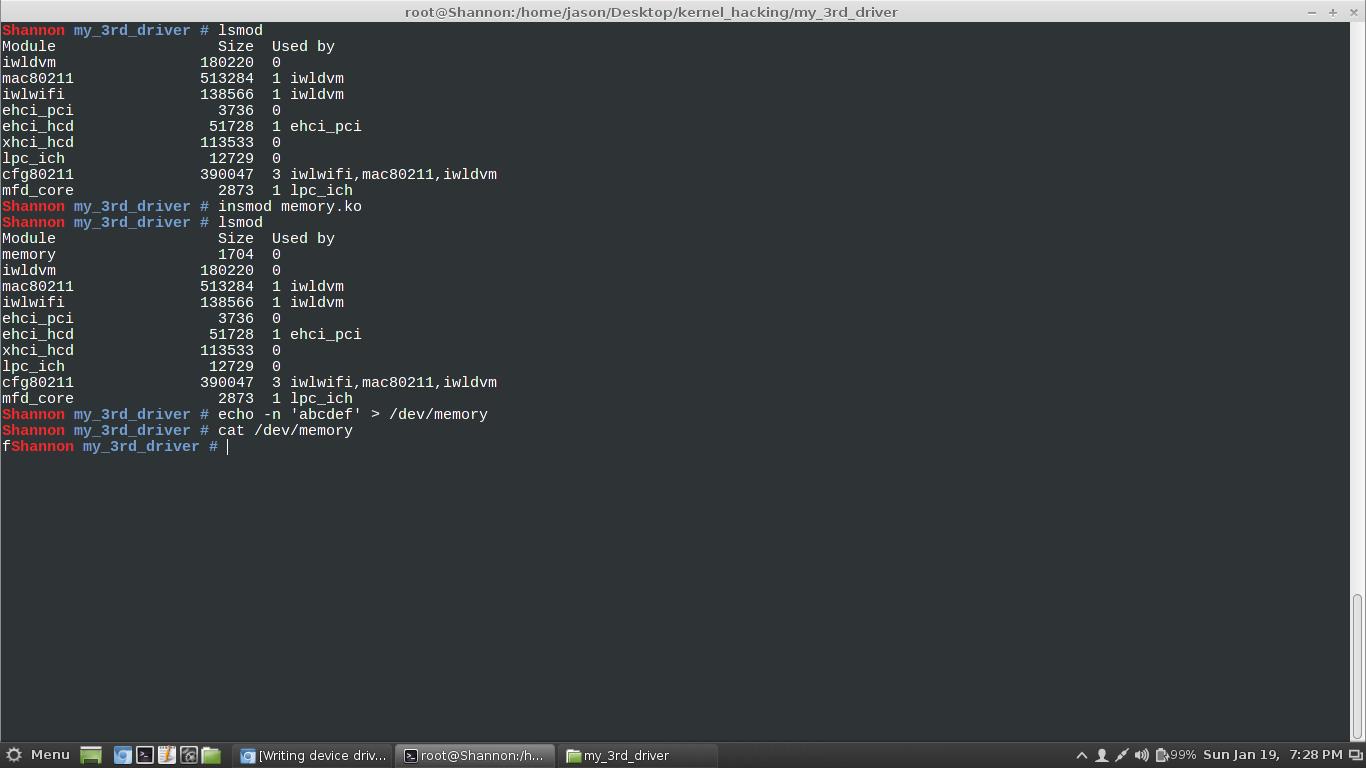 root@Shannon:/home/jason/Desktop/kernel_hacking/my_3rd_driver
Shannon my_3rd_driver # lsmod
Module                  Size  Used by
iwldvm                180220  0
mac80211              513284  1 iwldvm
iwlwifi               138566  1 iwldvm
ehci_pci                3736  0
ehci_hcd               51728  1 ehci_pci
xhci_hcd              113533  0
lpc_ich                12729  0
cfg80211              390047  3 iwlwifi,mac80211,iwldvm
mfd_core                2873  1 lpc_ich
Shannon my_3rd_driver # insmod memory.ko
Shannon my_3rd_driver # lsmod
Module                  Size  Used by
memory                  1704  0
iwldvm                180220  0
mac80211              513284  1 iwldvm
iwlwifi               138566  1 iwldvm
ehci_pci                3736  0
ehci_hcd               51728  1 ehci_pci
xhci_hcd              113533  0
lpc_ich                12729  0
cfg80211              390047  3 iwlwifi,mac80211,iwldvm
mfd_core                2873  1 lpc_ich
Shannon my_3rd_driver # echo -n 'abcdef' > /dev/memory
Shannon my_3rd_driver # cat /dev/memory
fShannon my_3rd_driver #
Menu [Writing device driv... root@Shannon:/h... my_3rd_driver 99% Sun Jan 19, 7:28 PM